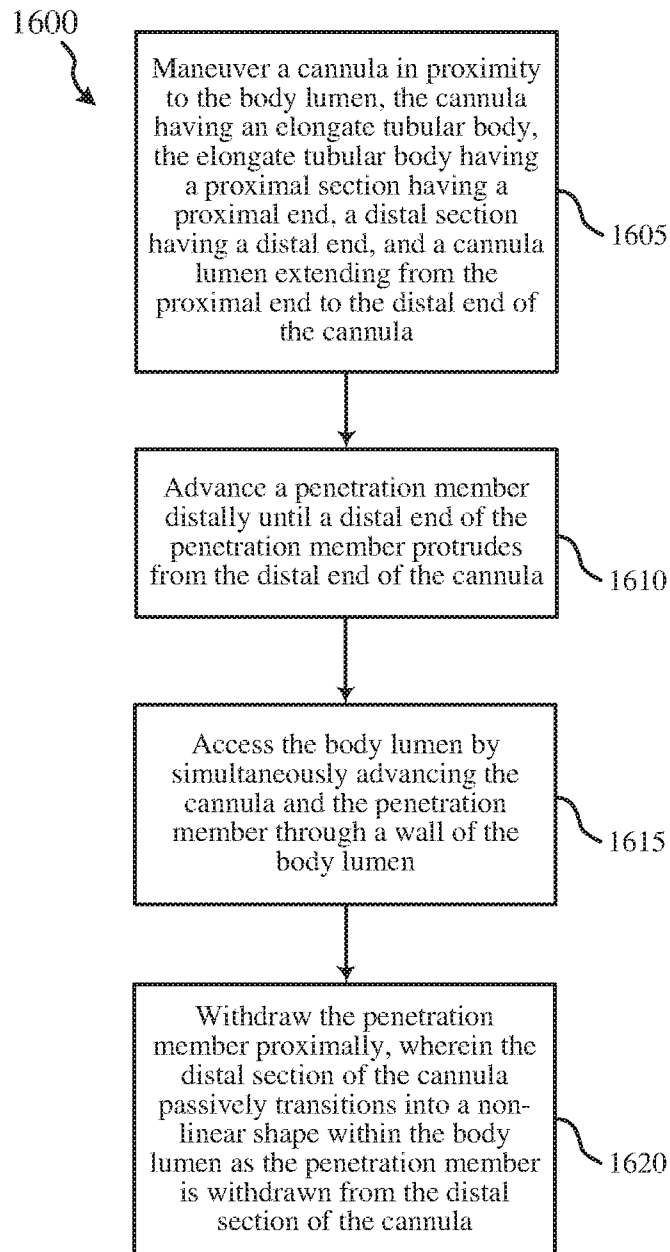 1600
Maneuver a cannula in proximity
to the body lumen, the cannula
having an elongate tubular body,
the elongate tubular body having
a proximal section having a
proximal end, a distal section
having a distal end, and a cannula
lumen extending from the
proximal end to the distal end of
the cannula
1605
Advance a penetration member
distally until a distal end of the
penetration member protrudes
from the distal end of the cannula
1610
Access the body lumen by
simultaneously advancing the
cannula and the penetration
member through a wall of the
body lumen
1615
Withdraw the penetration
member proximally, wherein the
distal section of the cannula
passively transitions into a non-
linear shape within the body
lumen as the penetration member
is withdrawn from the distal
section of the cannula
1620